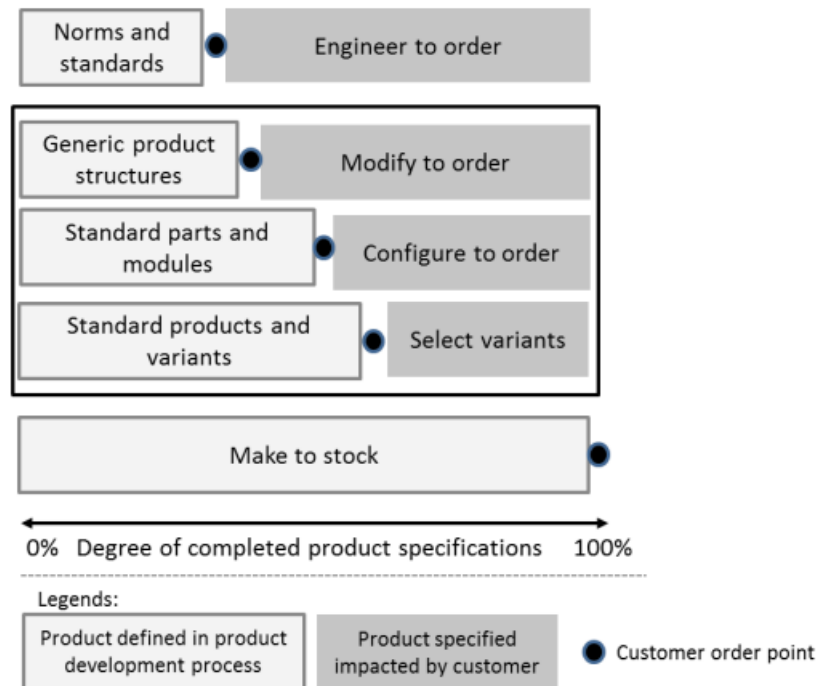 Norms and
standards
Engineer to order
Generic product
structures
Modify to order
Standard parts and
modules
Configure to order
Standard products and
variants
Select variants
Make to stock
0% Degree of completed product specifications 100%
Legends:
Product defined in product
development process
Product specified
impacted by customer
Customer order point